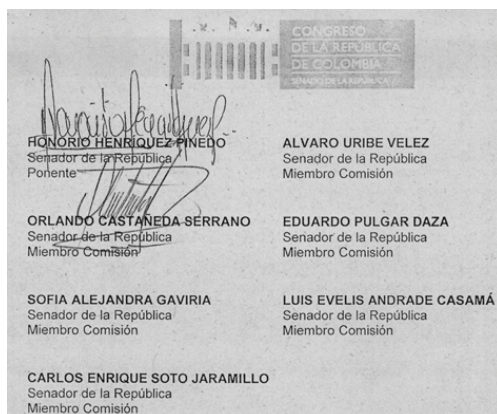 CONGRESO
DE LA REPÚBLICA
DE COLOMBIA
SENADO DE LA REPÚBLICA
HONORIO HENRIQUEZ PINEDO
Senador de la República
Ponente
ALVARO URIBE VELEZ
Senador de la República
Miembro Comisión
ORLANDO CASTAÑEDA SERRANO
Senador de la República
Miembro Comisión
EDUARDO PULGAR DAZA
Senador de la República
Miembro Comisión
SOFIA ALEJANDRA GAVIRIA
Senador de la República
Miembro Comisión
LUIS EVELIS ANDRADE CASAMÁ
Senador de la República
Miembro Comisión
CARLOS ENRIQUE SOTO JARAMILLO
Senador de la República
Miembro Comisión